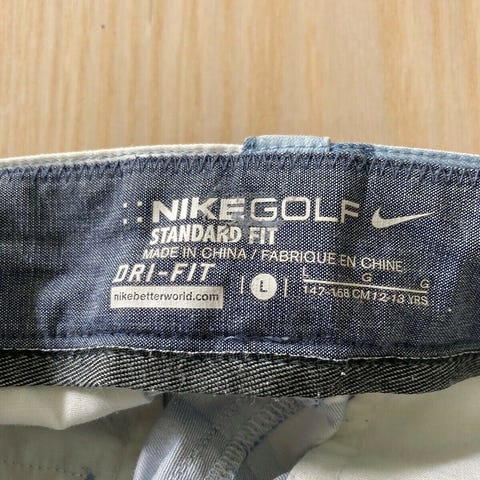 NIKEGOLF
STANDARD FIT
MADE IN CHINA / FABRIQUE EN CHINE
DRI-FIT
nikebetterworld.com
L
L G G
147-158 CM 12-13 YRS